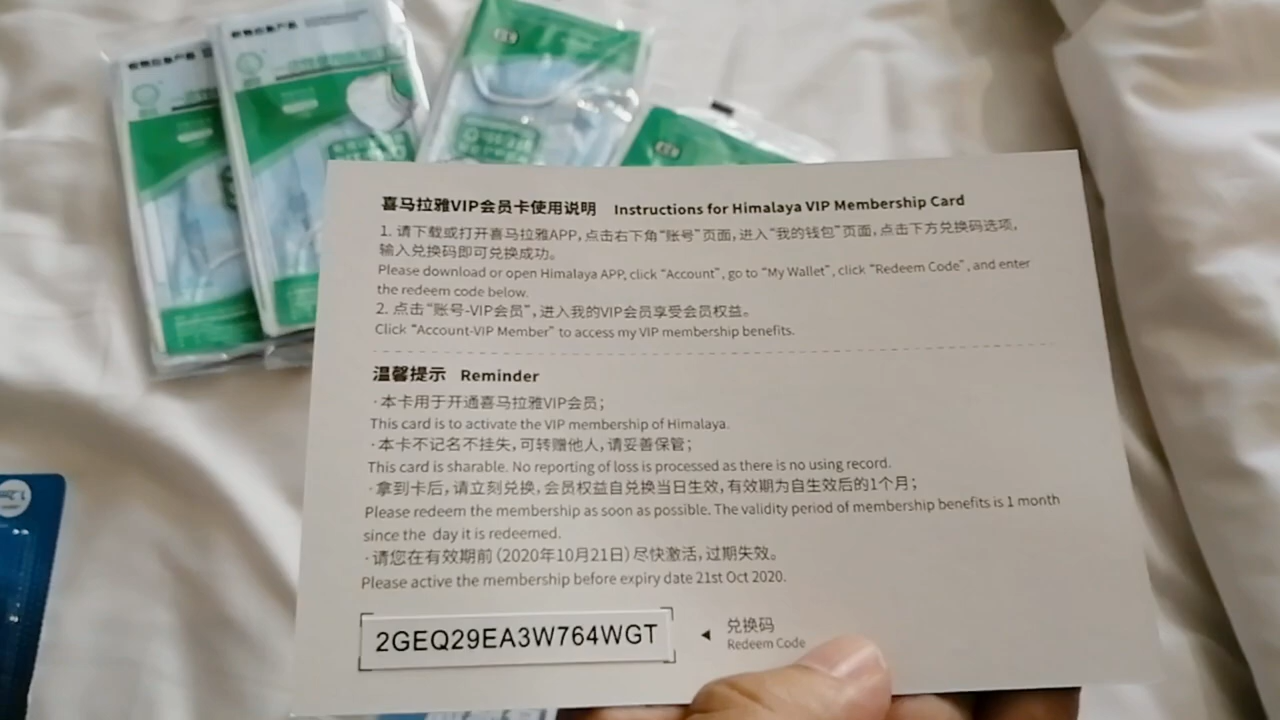 喜马拉雅VIP会员卡使用说明 Instructions for Himalaya VIP Membership Card
1. 请下载或打开喜马拉雅APP,点击右下角“账号”页面,进入“我的钱包”页面,点击下方兑换码选项,
输入兑换码即可兑换成功。
Please download or open Himalaya APP, click “Account”, go to “My Wallet”, click “Redeem Code”, and enter
the redeem code below.
2. 点击“账号-VIP会员”,进入我的VIP会员享受会员权益。
Click “Account-VIP Member” to access my VIP membership benefits.
温馨提示 Reminder
·本卡用于开通喜马拉雅VIP会员;
This card is to activate the VIP membership of Himalaya.
·本卡不记名不挂失,可转赠他人,请妥善保管;
This card is sharable. No reporting of loss is processed as there is no using record.
·拿到卡后,请立刻兑换,会员权益自兑换当日生效,有效期为自生效后的1个月;
Please redeem the membership as soon as possible. The validity period of membership benefits is 1 month
since the day it is redeemed.
·请您在有效期前(2020年10月21日)尽快激活,过期失效。
Please active the membership before expiry date 21st Oct 2020.
2GEQ29EA3W764WGT
兑换码
Redeem Code